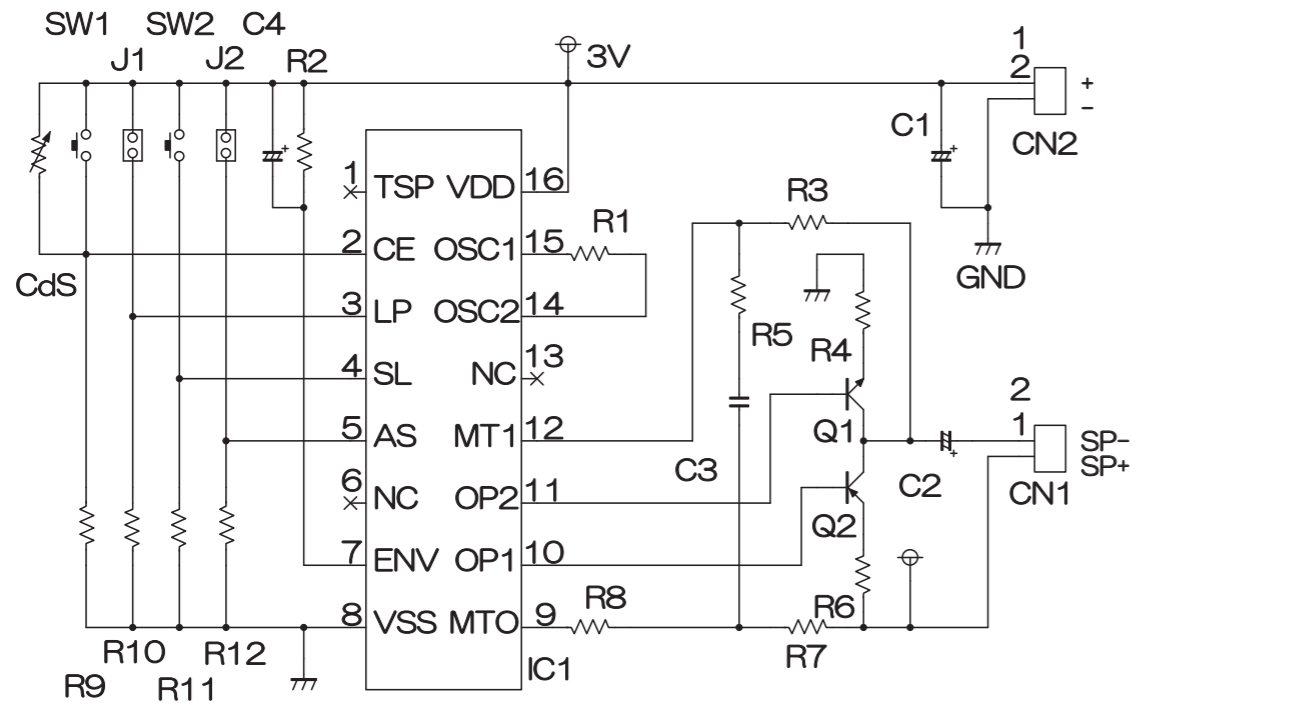 SW1 SW2 C4
J1 J2 R2
3V
1
2
+
−
C1
CN2
1 TSP VDD 16
R3
2 CE OSC1 15 R1
CdS
GND
3 LP OSC2 14
R5
R4
4 SL NC 13
2
5 AS MT1 12
Q1
1
SP-
SP+
C3
C2
CN1
6 NC OP2 11
Q2
7 ENV OP1 10
R8
R6
8 VSS MTO 9
R10 R12
R7
IC1
R9 R11
+
+
+